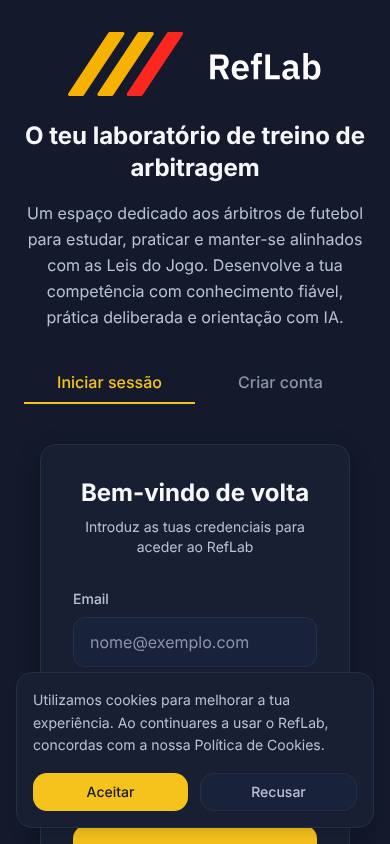 RefLab
O teu laboratório de treino de
arbitragem
Um espaço dedicado aos árbitros de futebol
para estudar, praticar e manter-se alinhados
com as Leis do Jogo. Desenvolve a tua
competência com conhecimento fiável,
prática deliberada e orientação com IA.
Iniciar sessão
Criar conta
Bem-vindo de volta
Introduz as tuas credenciais para
aceder ao RefLab
Email
nome@exemplo.com
Utilizamos cookies para melhorar a tua
experiência. Ao continuares a usar o RefLab,
concordas com a nossa Política de Cookies.
Aceitar
Recusar